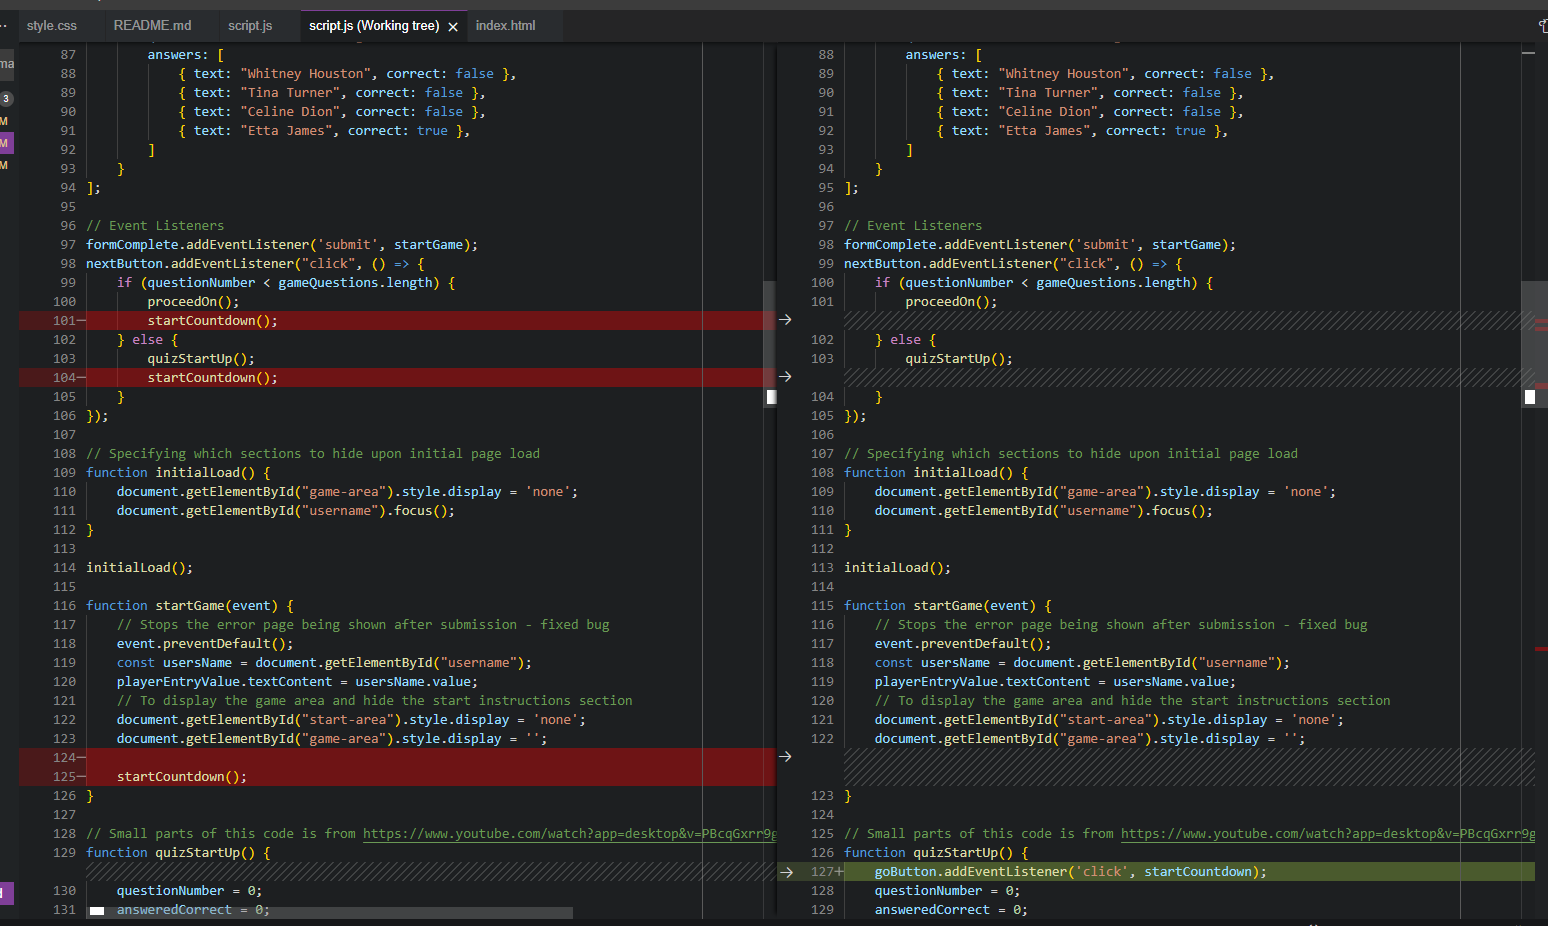 style.css README.md script.js script.js (Working tree) × index.html
ma
3
M
M
M
87 answers: [
88 { text: "Whitney Houston", correct: false },
89 { text: "Tina Turner", correct: false },
90 { text: "Celine Dion", correct: false },
91 { text: "Etta James", correct: true },
92 ]
93 }
94 ];
95
96 // Event Listeners
97 formComplete.addEventListener('submit', startGame);
98 nextButton.addEventListener("click", () => {
99 if (questionNumber < gameQuestions.length) {
100 proceedOn();
101− startCountdown();
102 } else {
103 quizStartUp();
104− startCountdown();
105 }
106 });
107
108 // Specifying which sections to hide upon initial page load
109 function initialLoad() {
110 document.getElementById("game-area").style.display = 'none';
111 document.getElementById("username").focus();
112 }
113
114 initialLoad();
115
116 function startGame(event) {
117 // Stops the error page being shown after submission - fixed bug
118 event.preventDefault();
119 const usersName = document.getElementById("username");
120 playerEntryValue.textContent = usersName.value;
121 // To display the game area and hide the start instructions section
122 document.getElementById("start-area").style.display = 'none';
123 document.getElementById("game-area").style.display = '';
124−
125− startCountdown();
126 }
127
128 // Small parts of this code is from https://www.youtube.com/watch?app=desktop&v=PBcqGxrr9g
129 function quizStartUp() {
130 questionNumber = 0;
131 answeredCorrect = 0;
88 answers: [
89 { text: "Whitney Houston", correct: false },
90 { text: "Tina Turner", correct: false },
91 { text: "Celine Dion", correct: false },
92 { text: "Etta James", correct: true },
93 ]
94 }
95 ];
96
97 // Event Listeners
98 formComplete.addEventListener('submit', startGame);
99 nextButton.addEventListener("click", () => {
100 if (questionNumber < gameQuestions.length) {
101 proceedOn();
102 } else {
103 quizStartUp();
104 }
105 });
106
107 // Specifying which sections to hide upon initial page load
108 function initialLoad() {
109 document.getElementById("game-area").style.display = 'none';
110 document.getElementById("username").focus();
111 }
112
113 initialLoad();
114
115 function startGame(event) {
116 // Stops the error page being shown after submission - fixed bug
117 event.preventDefault();
118 const usersName = document.getElementById("username");
119 playerEntryValue.textContent = usersName.value;
120 // To display the game area and hide the start instructions section
121 document.getElementById("start-area").style.display = 'none';
122 document.getElementById("game-area").style.display = '';
123 }
124
125 // Small parts of this code is from https://www.youtube.com/watch?app=desktop&v=PBcqGxrr9g
126 function quizStartUp() {
127+ goButton.addEventListener('click', startCountdown);
128 questionNumber = 0;
129 answeredCorrect = 0;